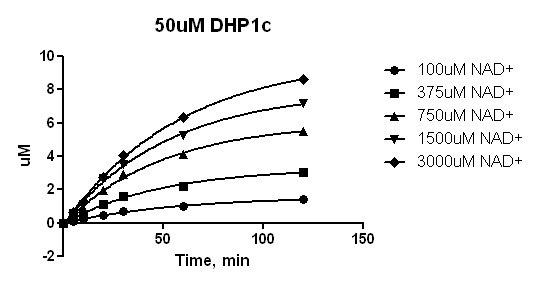 50uM DHP1c
10
8
6
4
2
0
-2
uM
50
100
150
Time, min
100uM NAD+
375uM NAD+
750uM NAD+
1500uM NAD+
3000uM NAD+